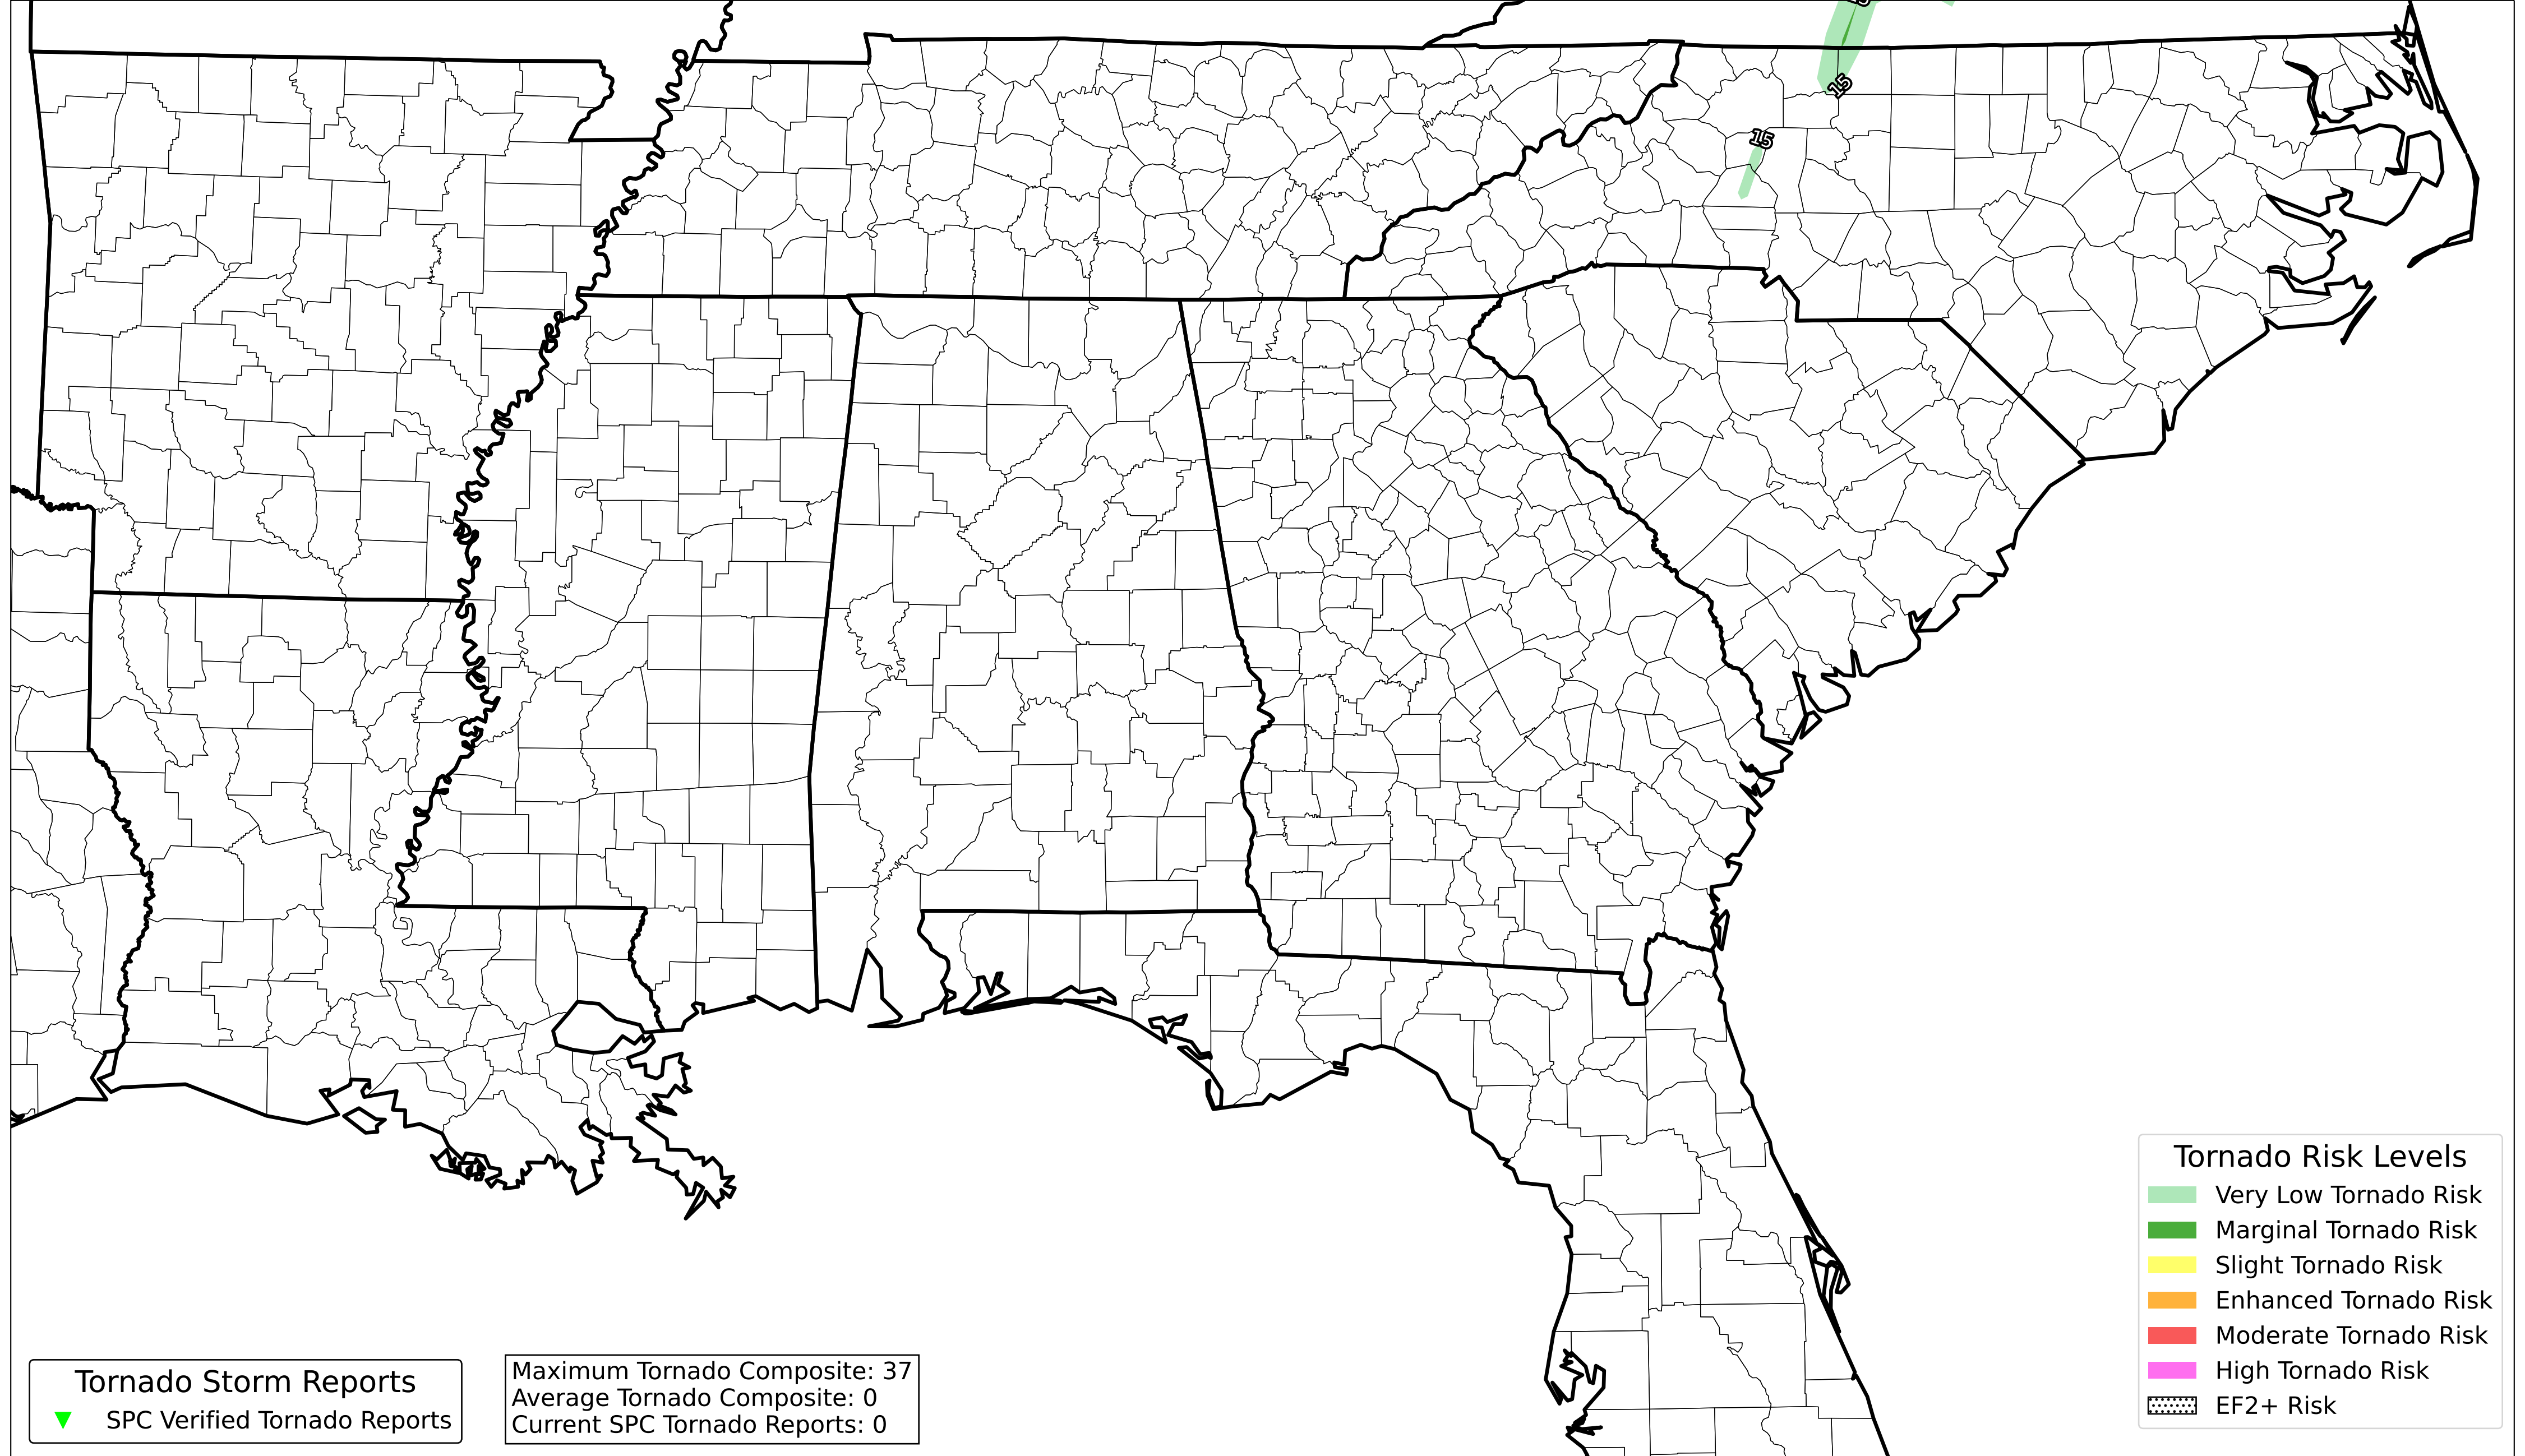 15
15
Tornado Risk Levels
Very Low Tornado Risk
Marginal Tornado Risk
Slight Tornado Risk
Enhanced Tornado Risk
Moderate Tornado Risk
High Tornado Risk
EF2+ Risk
Tornado Storm Reports
SPC Verified Tornado Reports
Maximum Tornado Composite: 37
Average Tornado Composite: 0
Current SPC Tornado Reports: 0